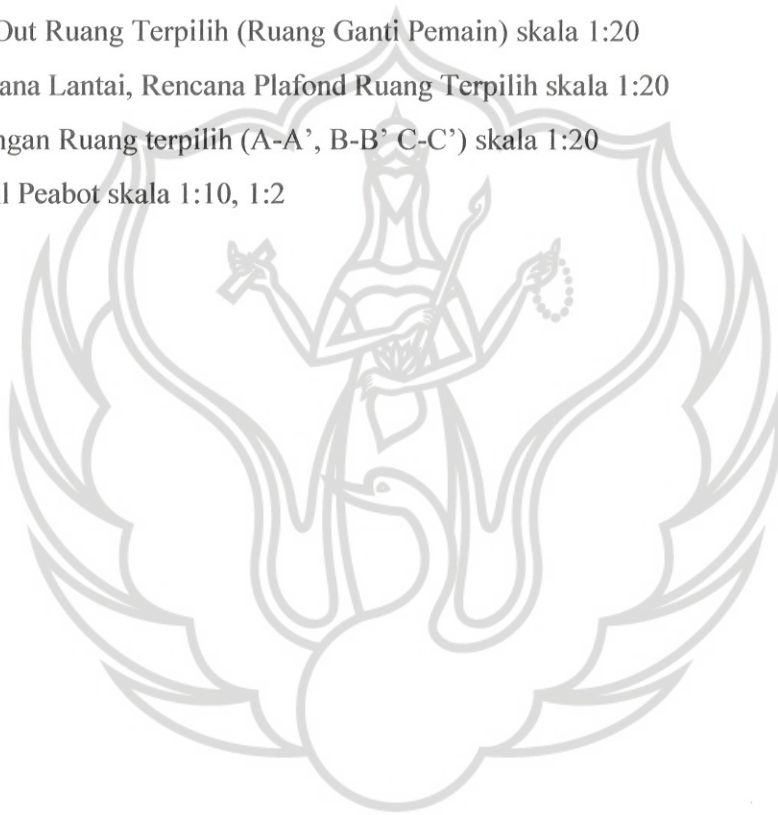 Out Ruang Terpilih (Ruang Ganti Pemain) skala 1:20
ana Lantai, Rencana Plafond Ruang Terpilih skala 1:20
ngan Ruang terpilih (A-A’, B-B’ C-C’) skala 1:20
l Peabot skala 1:10, 1:2